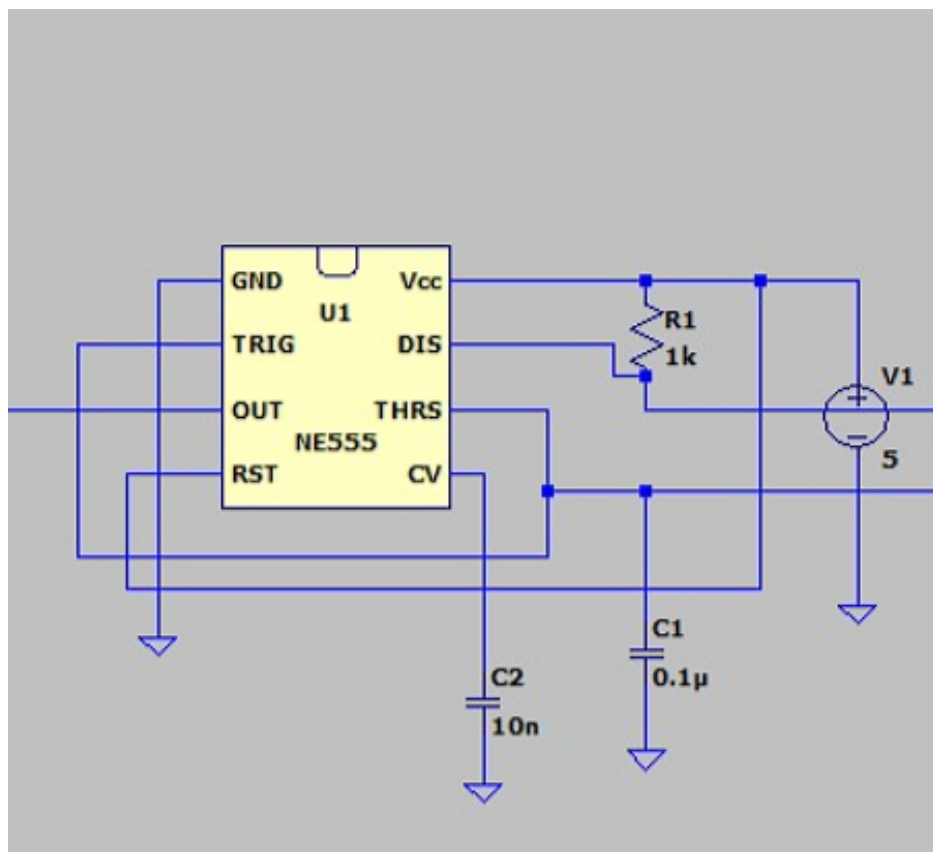 GND
Vcc
U1
R1
TRIG
DIS
1k
V1
OUT
THRS
NE555
5
RST
CV
C1
0.1µ
C2
10n